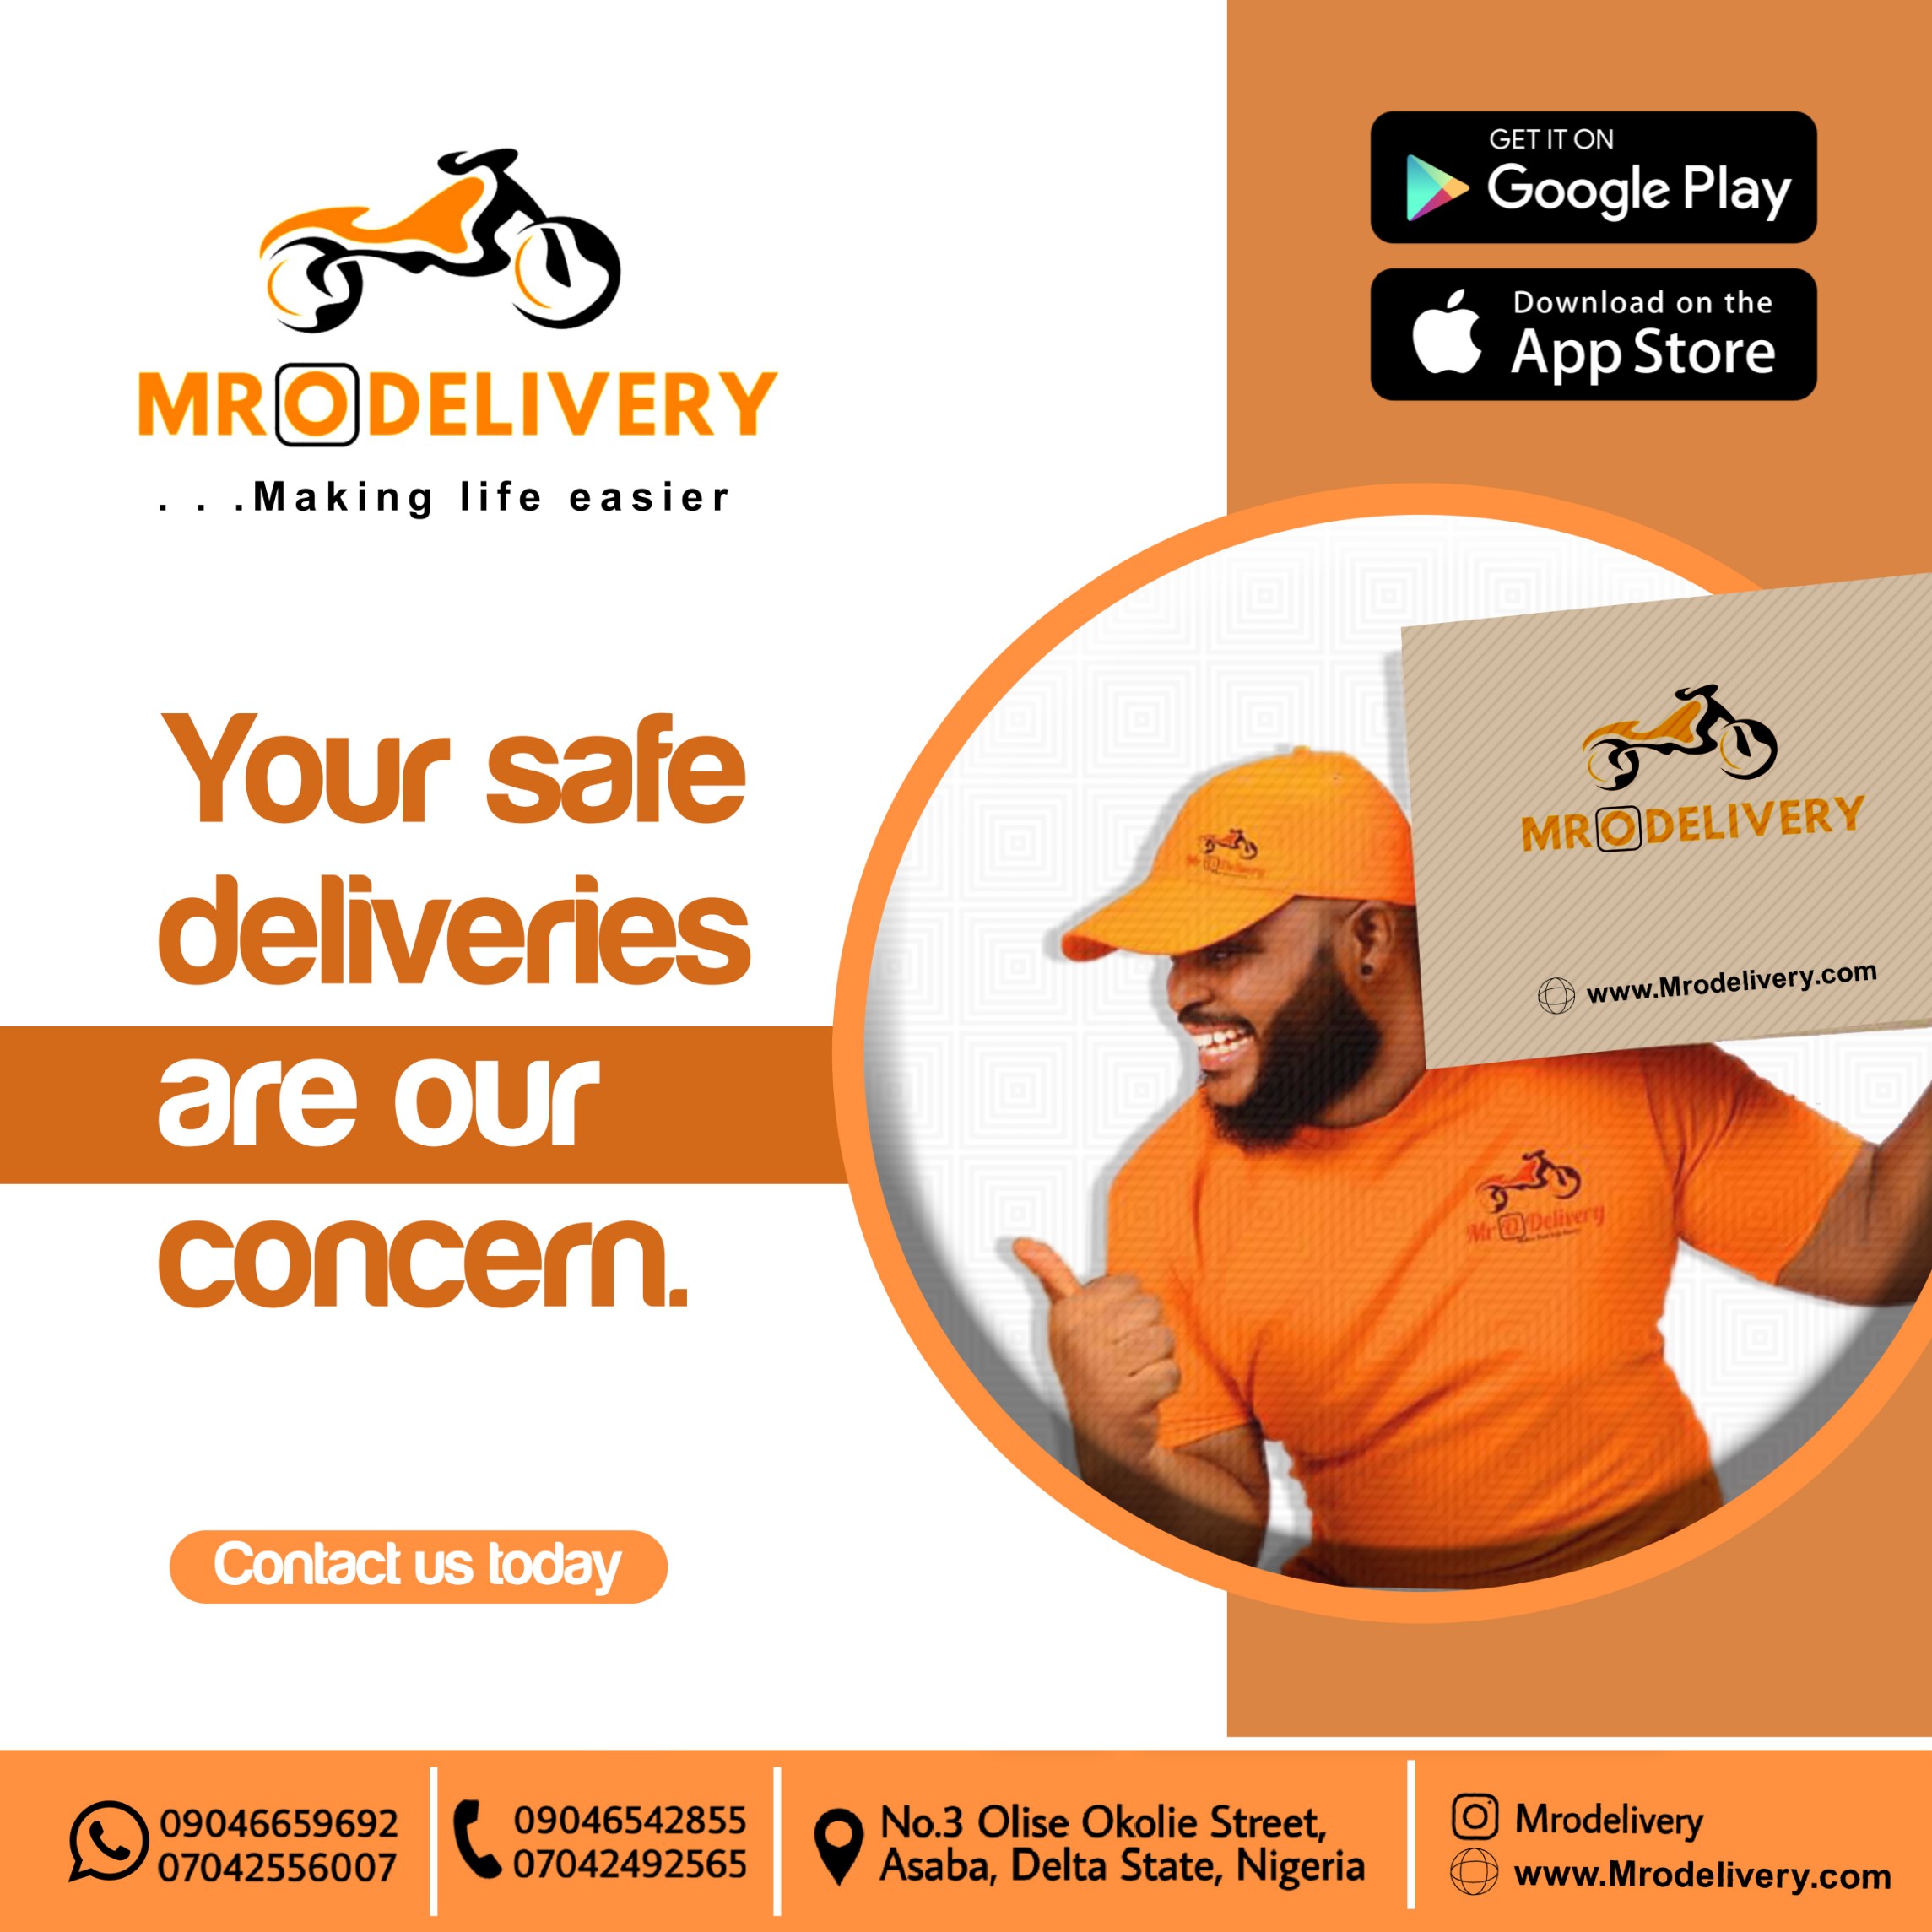 MRODELIVERY
. . .Making life easier
GET IT ON
Google Play
Download on the
App Store
Your safe
deliveries
are our
concern.
MRODELIVERY
www.Mrodelivery.com
Mr O Delivery
Mr O Delivery
Contact us today
09046659692
07042556007
09046542855
07042492565
No.3 Olise Okolie Street,
Asaba, Delta State, Nigeria
Mrodelivery
www.Mrodelivery.com